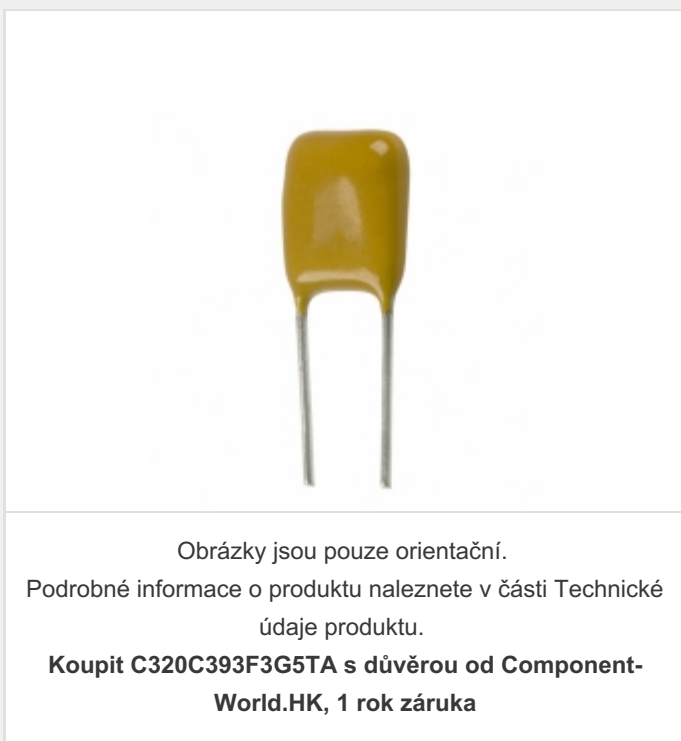 Obrázky jsou pouze orientační.
Podrobné informace o produktu naleznete v části Technické
údaje produktu.
Koupit C320C393F3G5TA s důvěrou od Component-
World.HK, 1 rok záruka